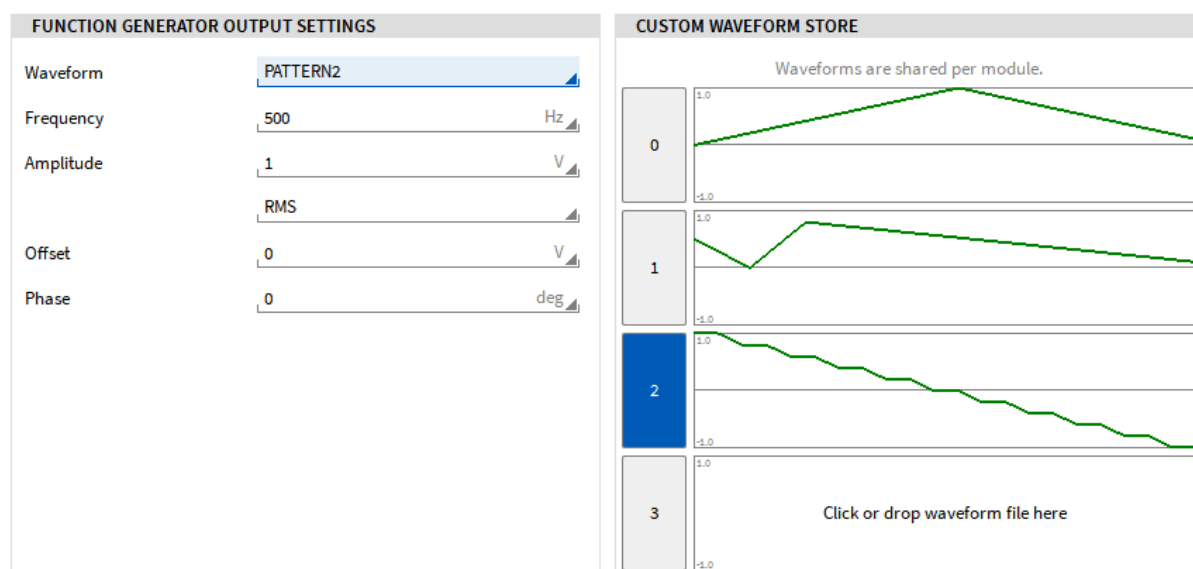 FUNCTION GENERATOR OUTPUT SETTINGS
Waveform PATTERN2
Frequency 500 Hz
Amplitude 1 V
RMS
Offset 0 V
Phase 0 deg
CUSTOM WAVEFORM STORE
Waveforms are shared per module.
1.0
0
-1.0
1.0
1
-1.0
1.0
2
-1.0
1.0
3 Click or drop waveform file here
-1.0